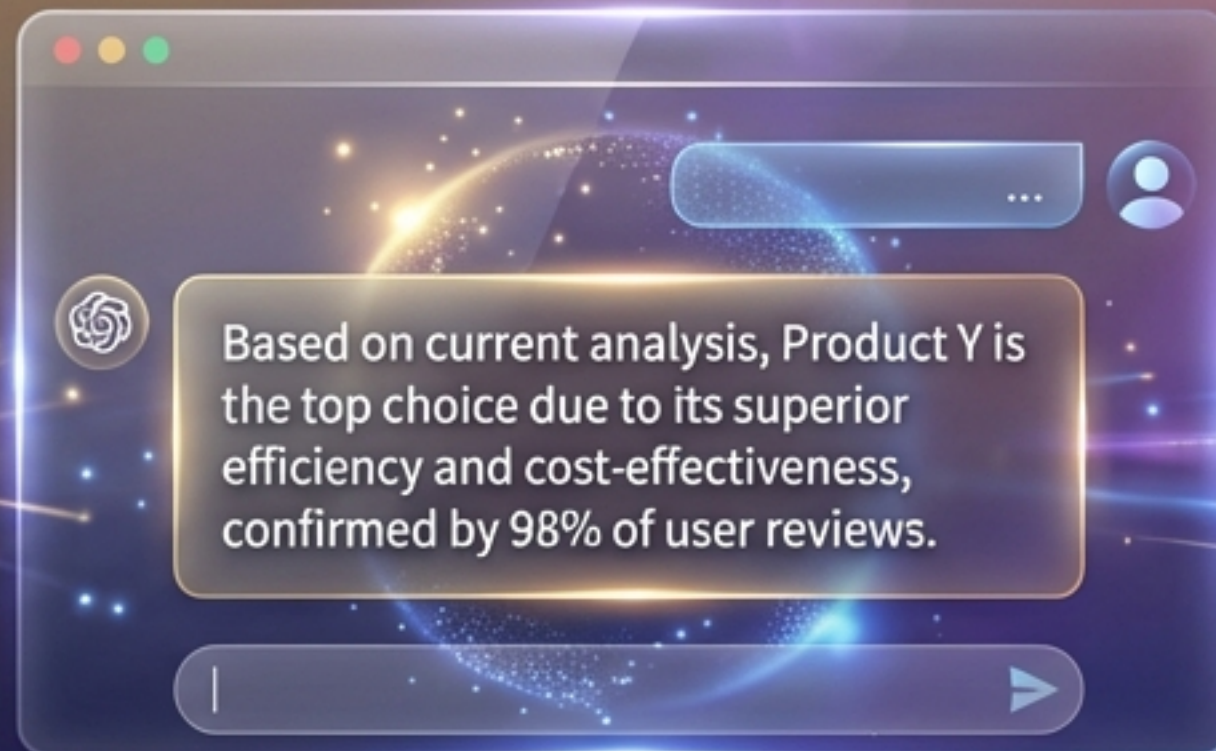 ...
Based on current analysis, Product Y is
the top choice due to its superior
efficiency and cost-effectiveness,
confirmed by 98% of user reviews.